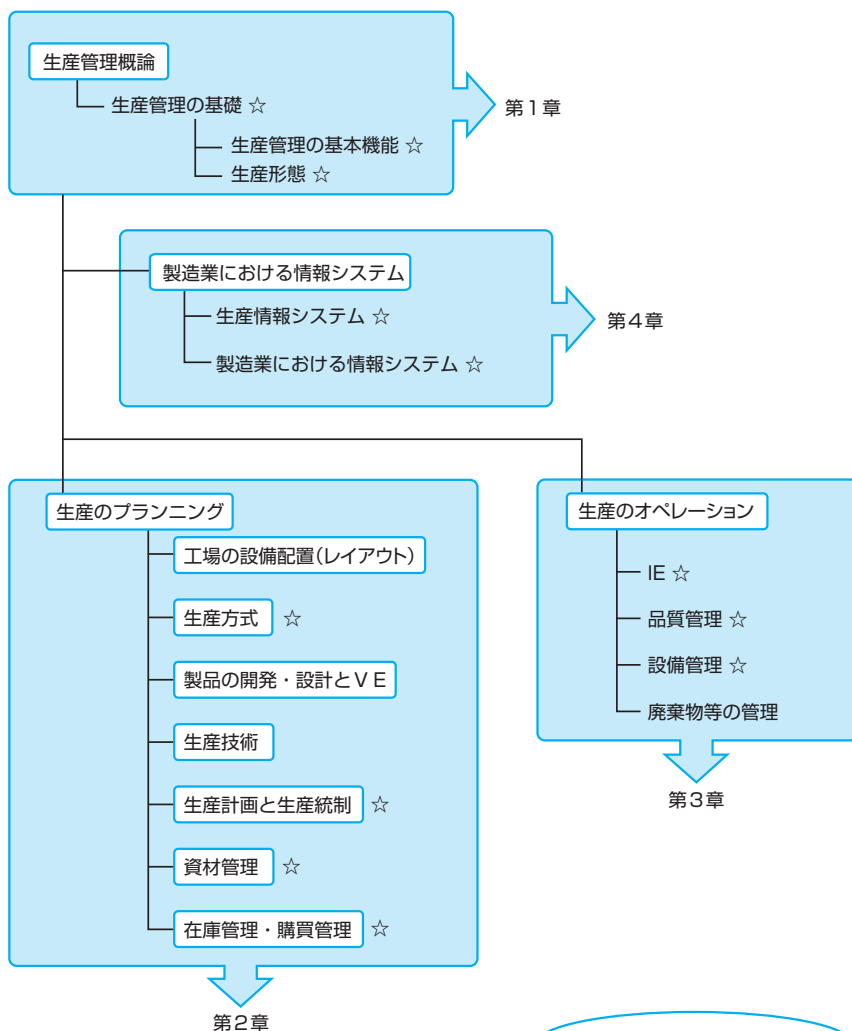 生産管理概論
生産管理の基礎 ☆
第1章
生産管理の基本機能 ☆
生産形態 ☆
製造業における情報システム
生産情報システム ☆
第4章
製造業における情報システム ☆
生産のプランニング
工場の設備配置(レイアウト)
生産方式 ☆
製品の開発・設計とVE
生産技術
生産計画と生産統制 ☆
資材管理 ☆
在庫管理・購買管理 ☆
第2章
生産のオペレーション
IE ☆
品質管理 ☆
設備管理 ☆
廃棄物等の管理
第3章